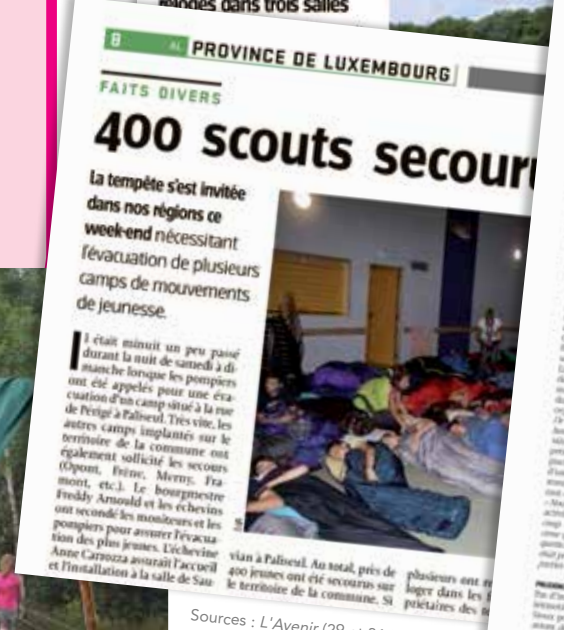 dans trois salles
8 AL PROVINCE DE LUXEMBOURG
FAITS DIVERS
400 scouts secour
La tempête s'est invitée
dans nos régions ce
week-end nécessitant
l'évacuation de plusieurs
camps de mouvements
de jeunesse.
Il était minuit un peu passé
durant la nuit de samedi à di-
manche lorsque les pompiers
ont été appelés pour une éva-
cuation d'un camp situé à la rue
de Périgé à Paliseul. Très vite, les
autres camps implantés sur le
territoire de la commune ont
également sollicité les secours
(Opont, Frêne, Merny, Fra-
mont, etc.). Le bourgmestre
Freddy Arnould et les échevins
ont secondé les moniteurs et les
pompiers pour assurer l'évacua-
tion des plus jeunes. L'échevine
Anne Carrozza assurait l'accueil
et l'installation à la salle de Sau-
vian à Paliseul. Au total, près de
400 jeunes ont été secourus sur
le territoire de la commune. Si
plusieurs ont
loger dans les
priétaires des
Sources : L'Avenir (29